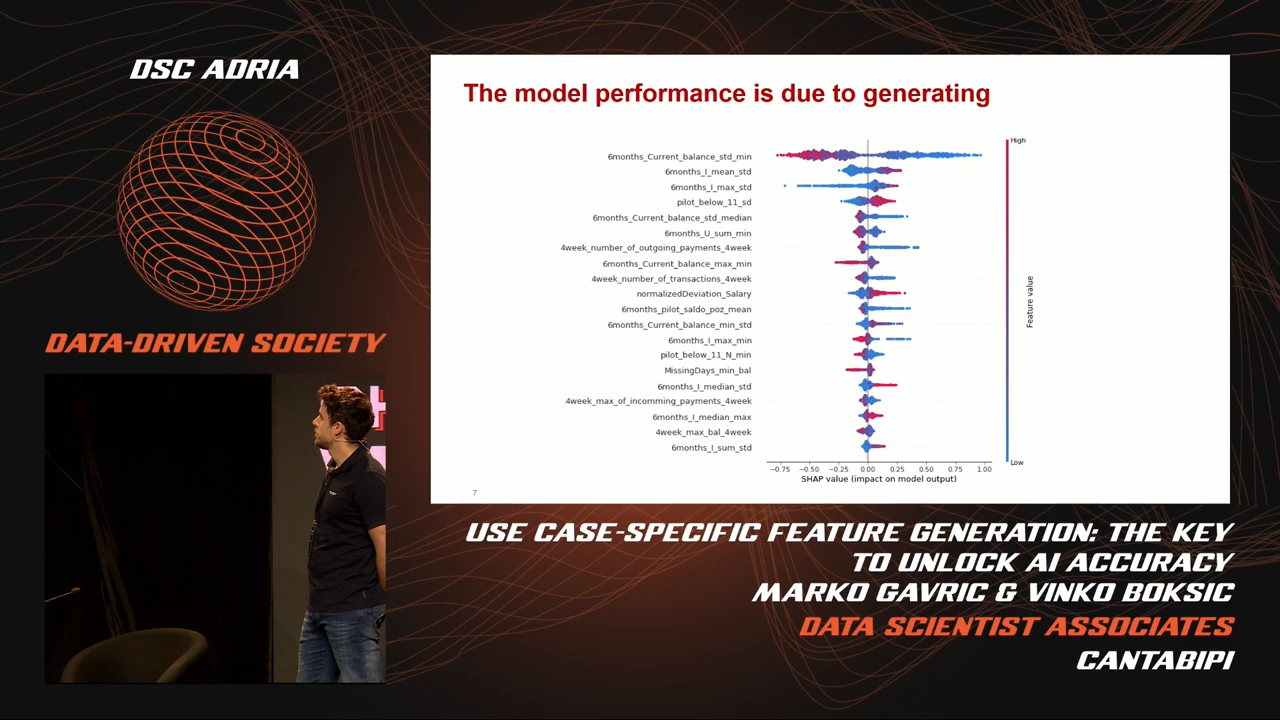 DSC ADRIA
DATA-DRIVEN SOCIETY
The model performance is due to generating
6months_Current_balance_std_min
6months_I_mean_std
6months_I_max_std
pilot_below_11_sd
6months_Current_balance_std_median
6months_U_sum_min
4week_number_of_outgoing_payments_4week
6months_Current_balance_max_min
4week_number_of_transactions_4week
normalizedDeviation_Salary
6months_pilot_saldo_poz_mean
6months_Current_balance_min_std
6months_I_max_min
pilot_below_11_N_min
MissingDays_min_bal
6months_I_median_std
4week_max_of_incomming_payments_4week
6months_I_median_max
4week_max_bal_4week
6months_I_sum_std
−0.75 −0.50 −0.25 0.00 0.25 0.50 0.75 1.00
SHAP value (impact on model output)
High
Feature value
Low
7
USE CASE-SPECIFIC FEATURE GENERATION: THE KEY
TO UNLOCK AI ACCURACY
MARKO GAVRIC & VINKO BOKSIC
DATA SCIENTIST ASSOCIATES
CANTABIPI